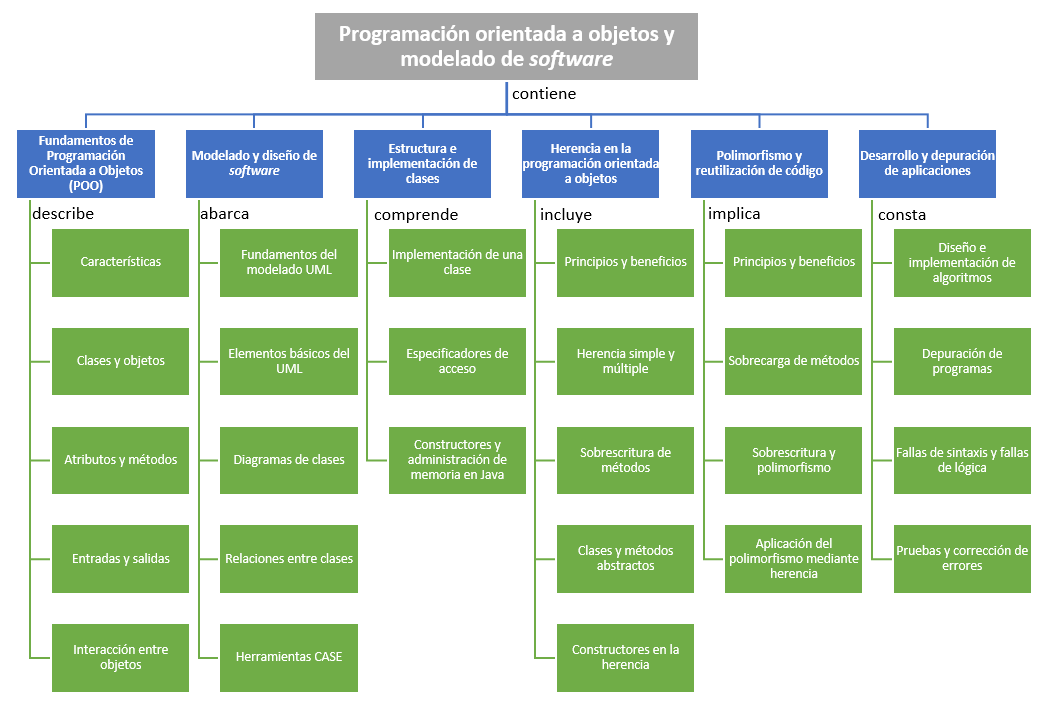 Programación orientada a objetos y
modelado de software
contiene
Fundamentos de
Programación
Orientada a Objetos
(POO)
describe
Características
Clases y objetos
Atributos y métodos
Entradas y salidas
Interacción entre
objetos
Modelado y diseño de
software
abarca
Fundamentos del
modelado UML
Elementos básicos del
UML
Diagramas de clases
Relaciones entre clases
Herramientas CASE
Estructura e
implementación de
clases
comprende
Implementación de una
clase
Especificadores de
acceso
Constructores y
administración de
memoria en Java
Herencia en la
programación orientada
a objetos
incluye
Principios y beneficios
Herencia simple y
múltiple
Sobrescritura de
métodos
Clases y métodos
abstractos
Constructores en la
herencia
Polimorfismo y
reutilización de código
implica
Principios y beneficios
Sobrecarga de métodos
Sobrescritura y
polimorfismo
Aplicación del
polimorfismo mediante
herencia
Desarrollo y depuración
de aplicaciones
consta
Diseño e
implementación de
algoritmos
Depuración de
programas
Fallas de sintaxis y fallas
de lógica
Pruebas y corrección de
errores